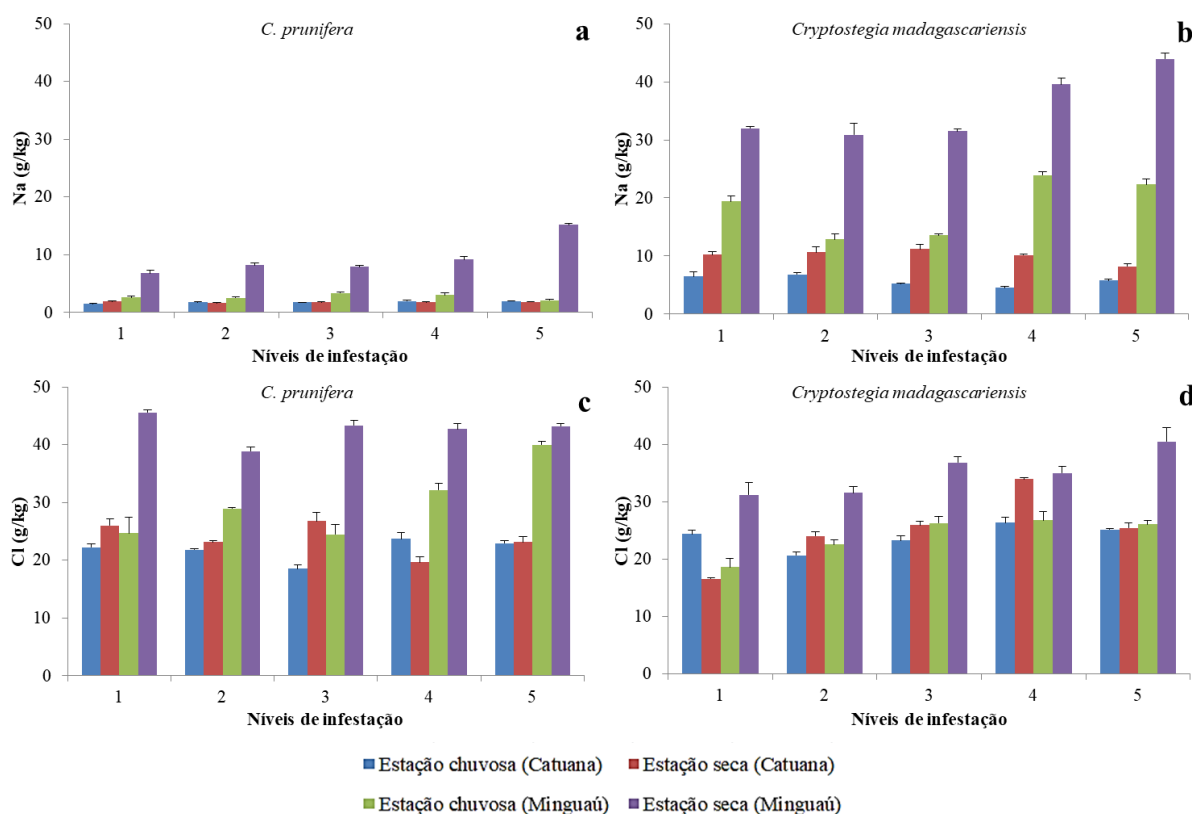 C. prunifera
a
50
40
30
20
10
0
Na (g/kg)
1 2 3 4 5
Níveis de infestação
Cryptostegia madagascariensis
b
50
40
30
20
10
0
Na (g/kg)
1 2 3 4 5
Níveis de infestação
C. prunifera
c
50
40
30
20
10
0
Cl (g/kg)
1 2 3 4 5
Níveis de infestação
Cryptostegia madagascariensis
d
50
40
30
20
10
0
Cl (g/kg)
1 2 3 4 5
Níveis de infestação
Estação chuvosa (Catuana) Estação seca (Catuana)
Estação chuvosa (Minguaú) Estação seca (Minguaú)